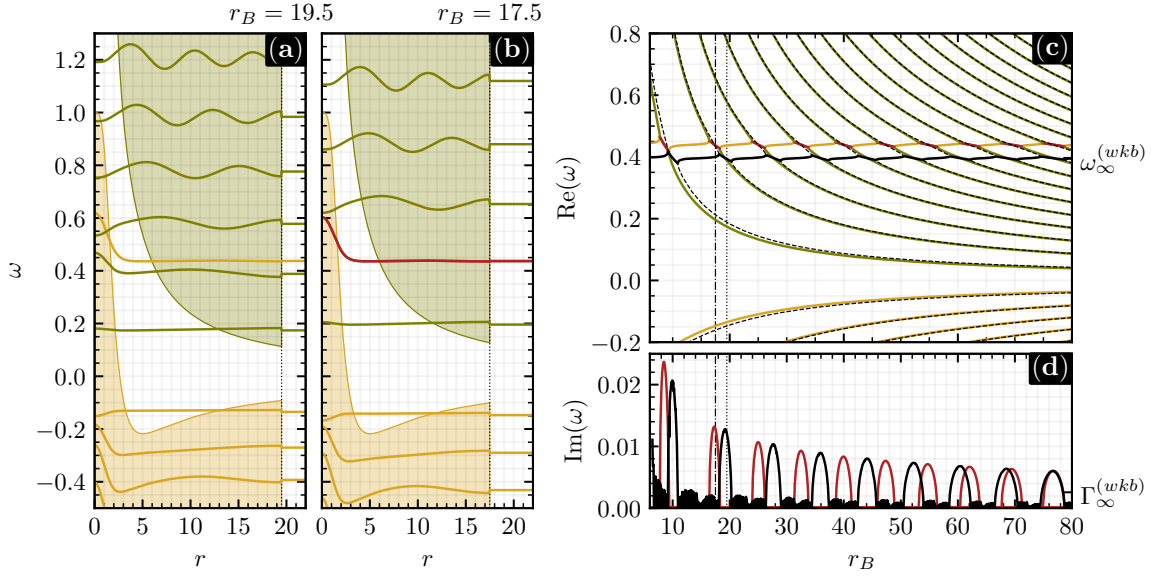 r_B = 19.5
r_B = 17.5
(a)
(b)
(c)
(d)
ω
1.2
1.0
0.8
0.6
0.4
0.2
0.0
−0.2
−0.4
0 5 10 15 20
r
0 5 10 15 20
r
Re(ω)
0.8
0.6
0.4
0.2
0.0
−0.2
ω_∞^(wkb)
Im(ω)
0.02
0.01
0.00
Γ_∞^(wkb)
10 20 30 40 50 60 70 80
r_B